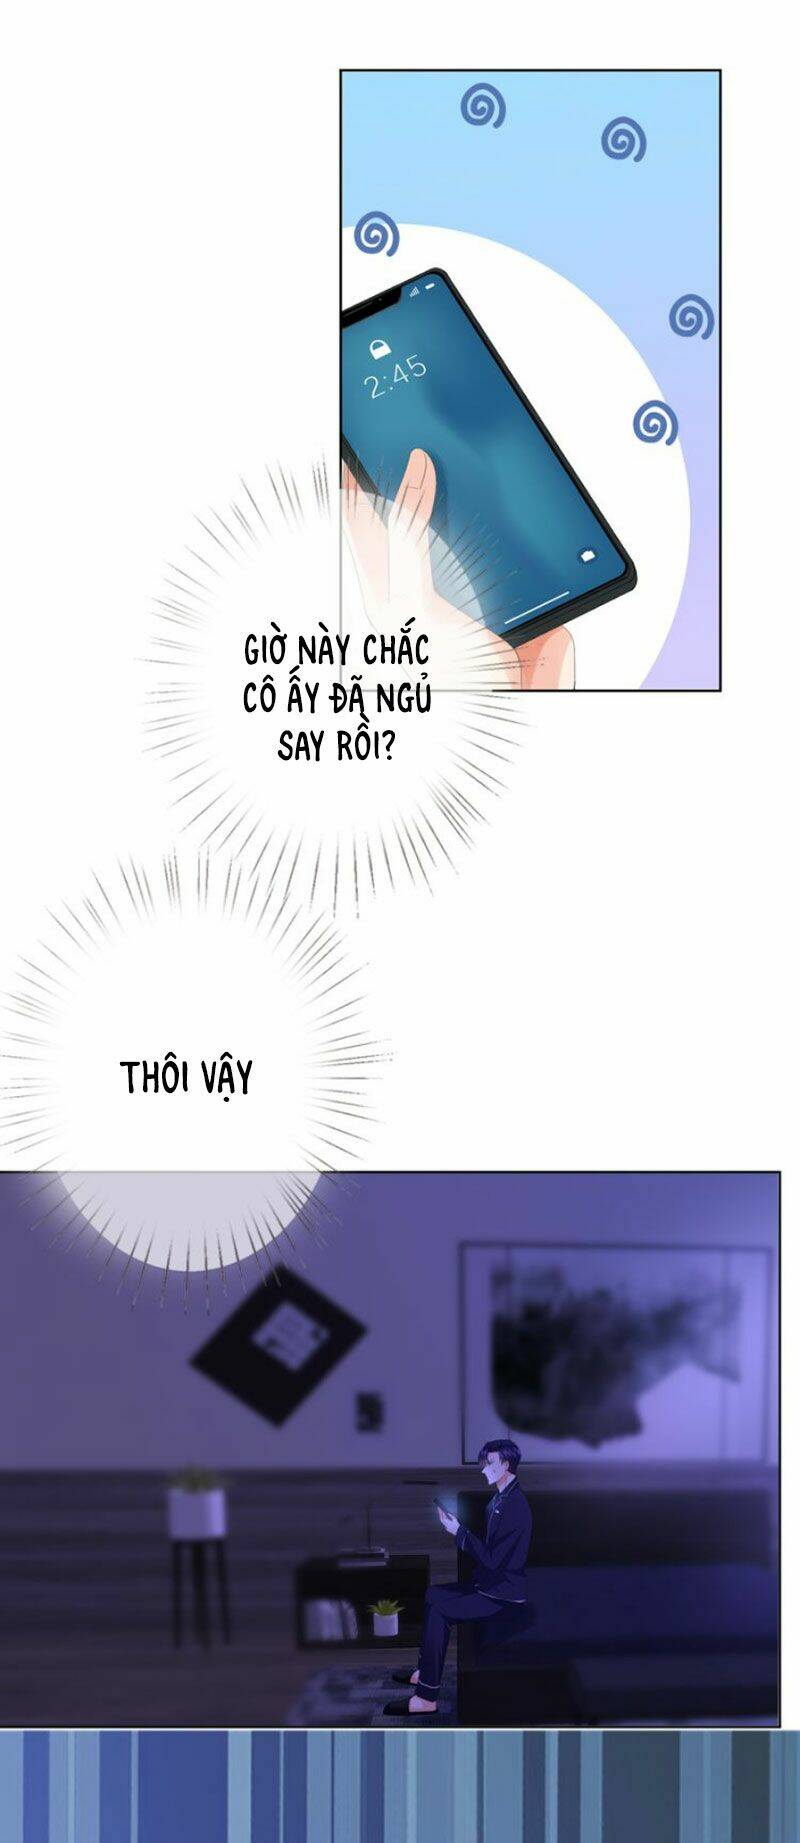 2:45
GIỜ NÀY CHẮC
CÔ ẤY ĐÃ NGỦ
SAY RỒI?
THÔI VẬY